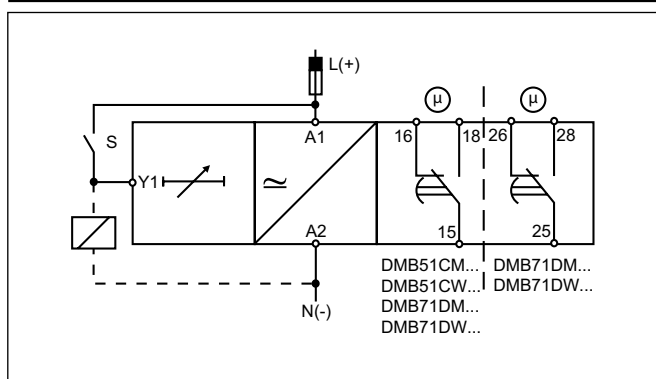 L(+)
µ µ
S
A1
16 18 26 28
Y1
A2
15 25
DMB51CM... DMB71DM...
DMB51CW... DMB71DW...
DMB71DM...
DMB71DW...
N(-)